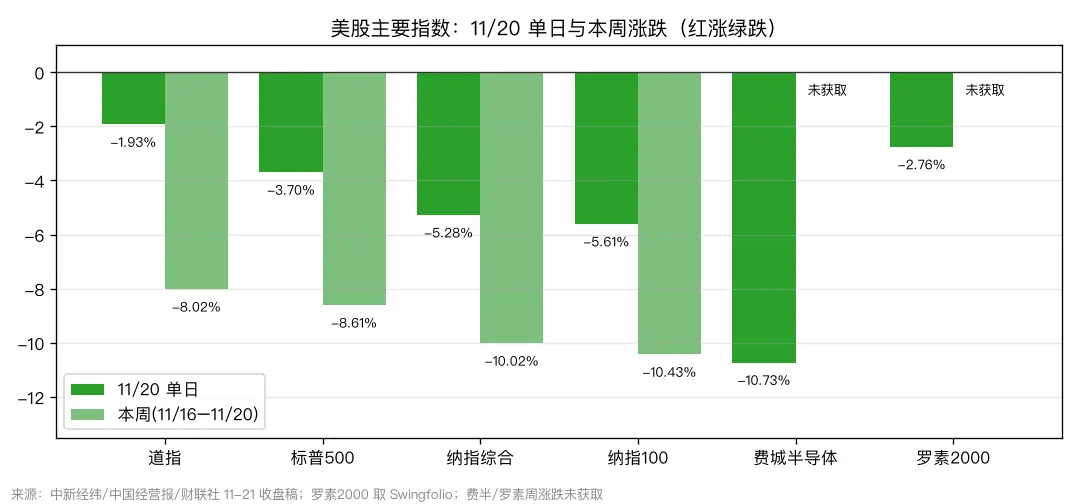 美股主要指数：11/20 单日与本周涨跌（红涨绿跌）
0
−2
−4
−6
−8
−10
−12
−1.93%
−8.02%
−3.70%
−8.61%
−5.28%
−10.02%
−5.61%
−10.43%
−10.73%
未获取
−2.76%
未获取
11/20 单日
本周(11/16—11/20)
道指
标普500
纳指综合
纳指100
费城半导体
罗素2000
来源：中新经纬/中国经营报/财联社 11-21 收盘稿；罗素2000 取 Swingfolio；费半/罗素周涨跌未获取